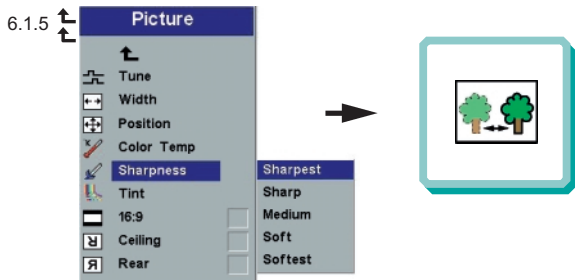 6.1.5
Picture
Tune
Width
Position
Color Temp
Sharpness
Tint
16:9
Ceiling
Rear
Sharpest
Sharp
Medium
Soft
Softest